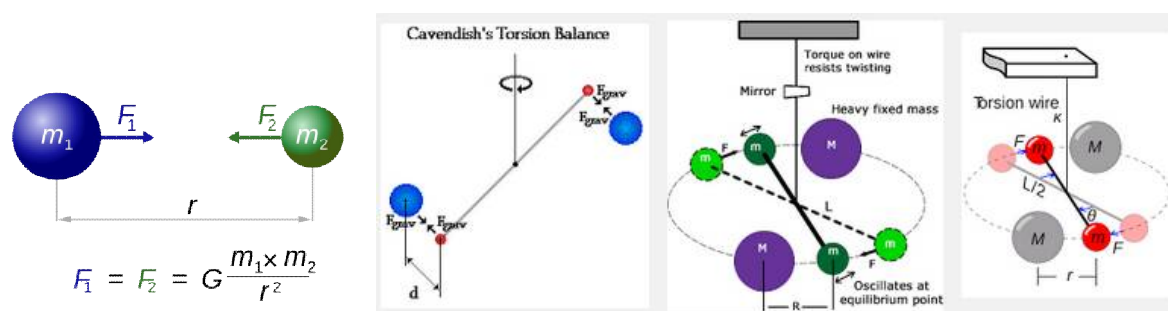 m₁
F₁
F₂
m₂
r
F₁ = F₂ = G m₁ × m₂ / r²
Cavendish's Torsion Balance
Fgrav
Fgrav
Fgrav
Fgrav
d
Torque on wire
resists twisting
Mirror
Heavy fixed mass
m
F
m
M
L
M
m
m
F
Oscillates at
equilibrium point
R
Torsion wire
κ
F
m
M
L/2
θ
M
m
F
r